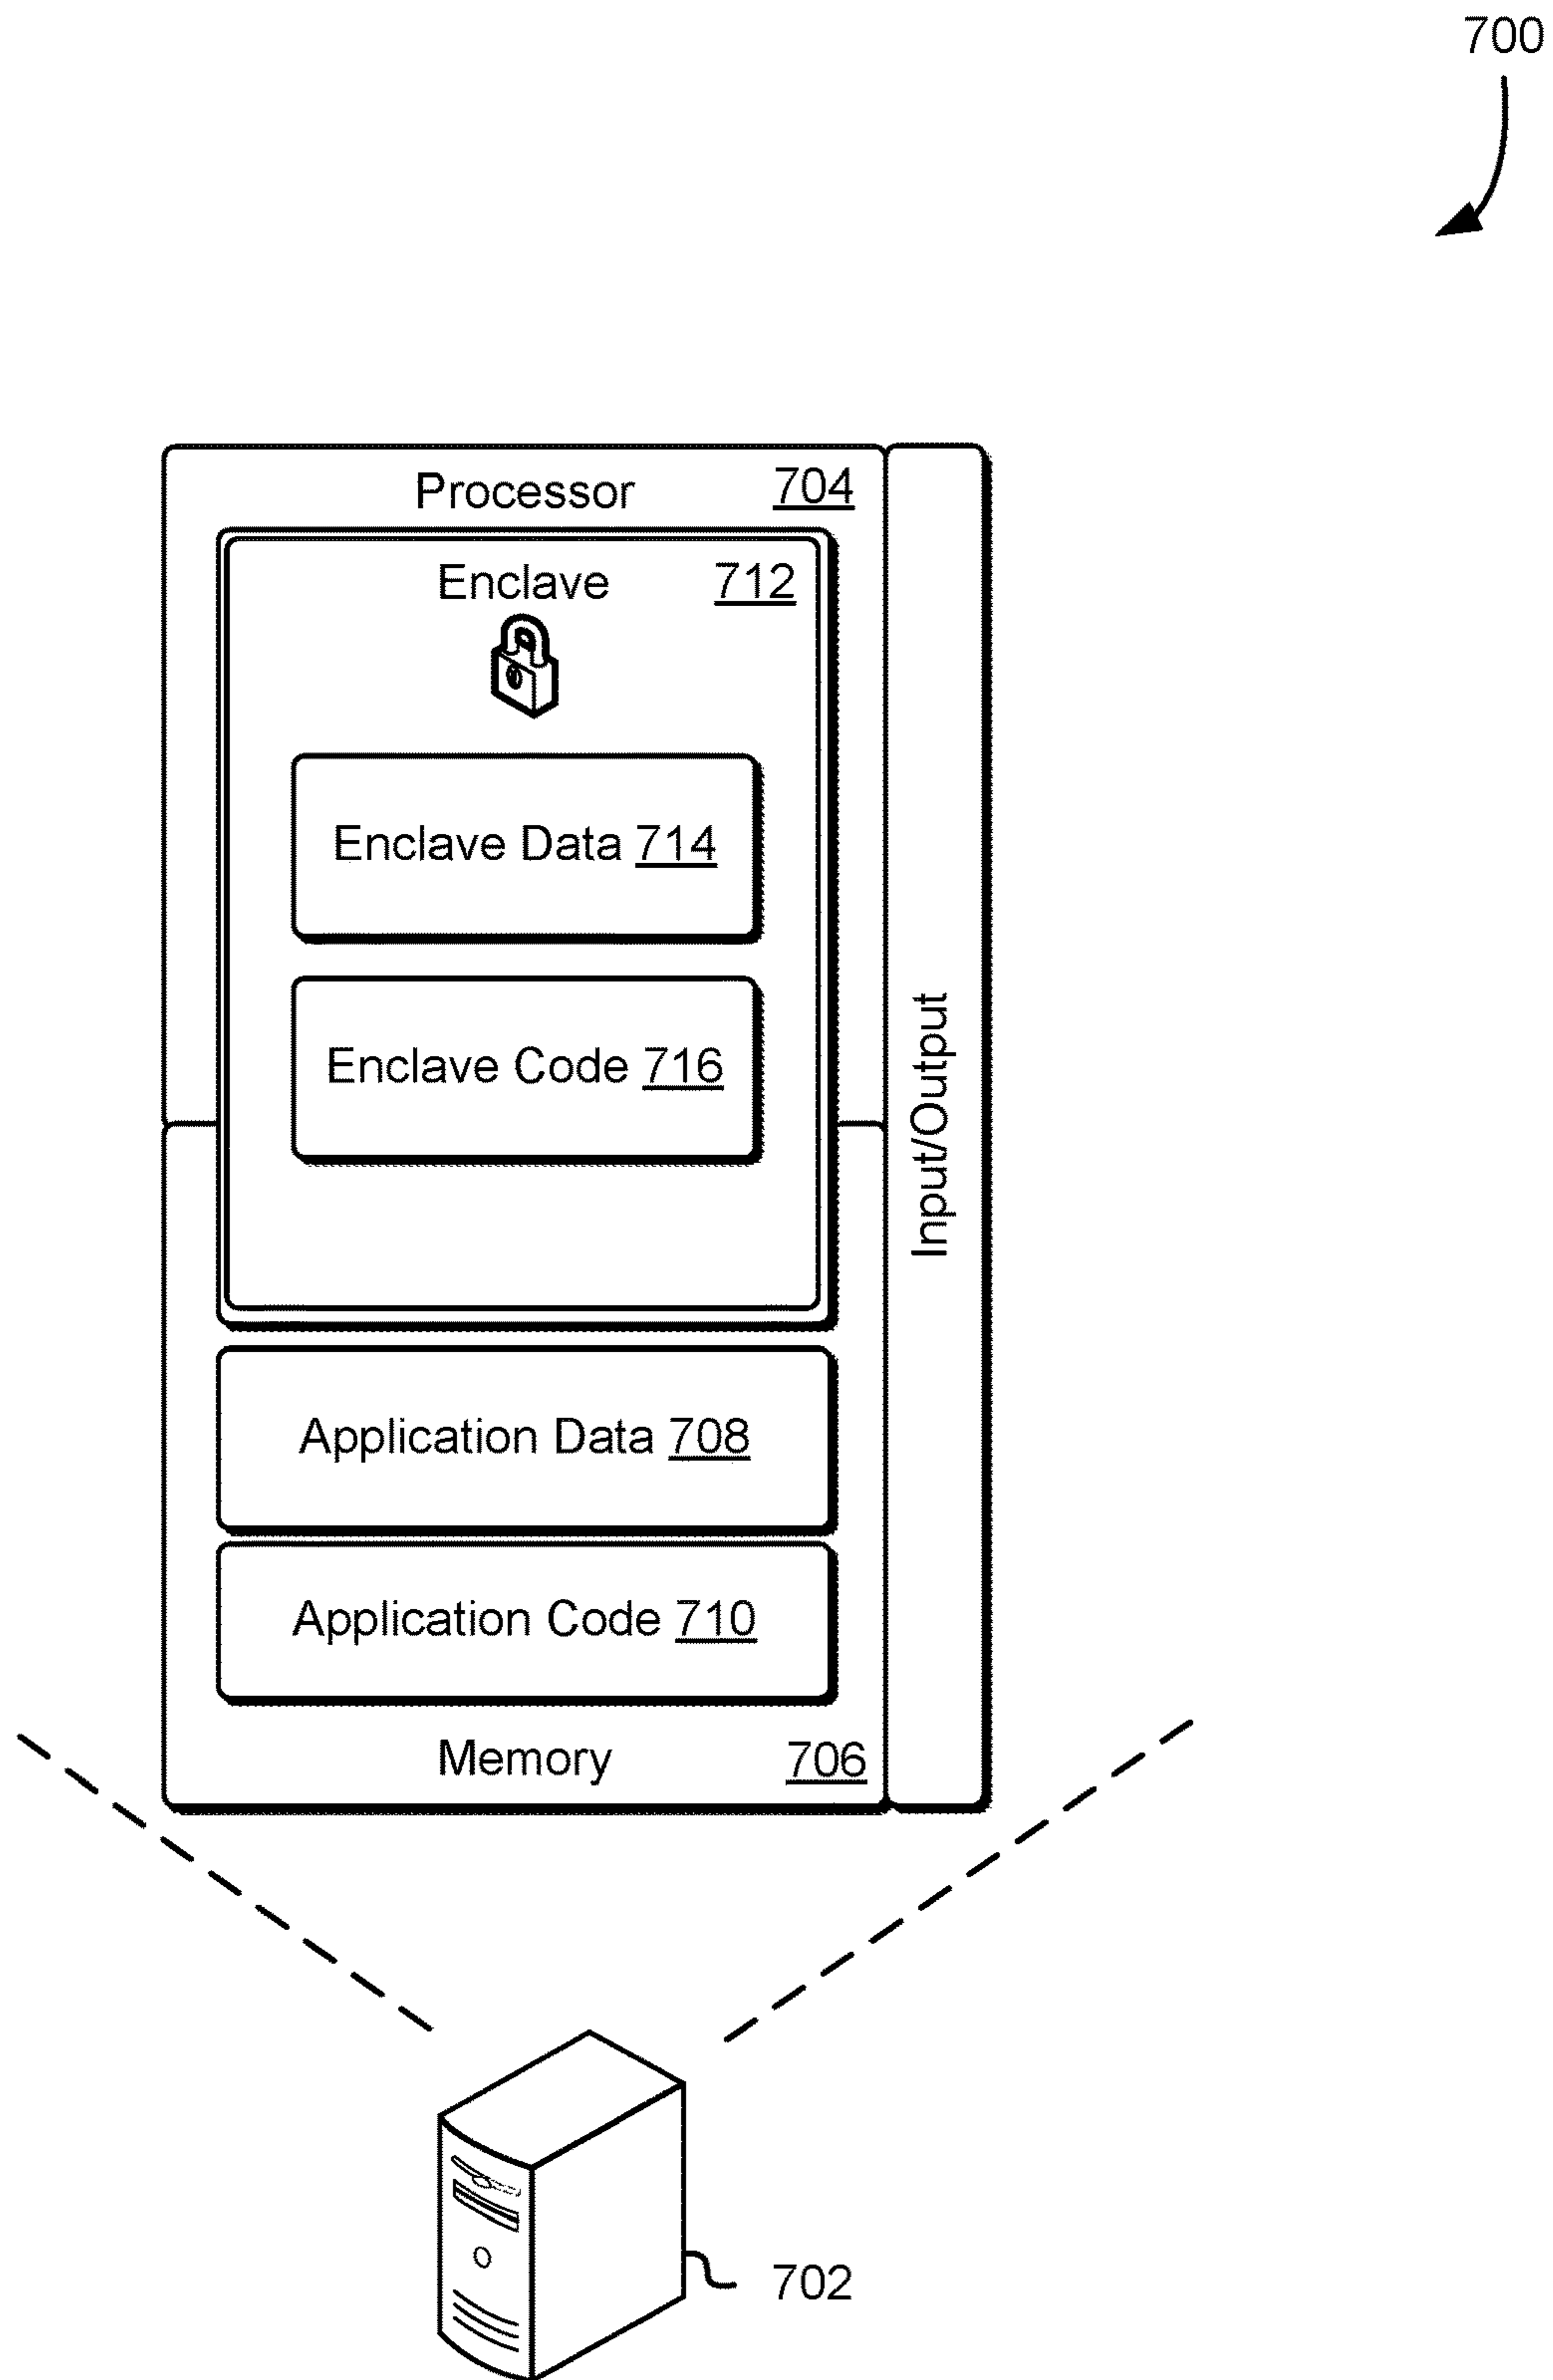 700
Processor 704
Enclave 712
Enclave Data 714
Enclave Code 716
Input/Output
Application Data 708
Application Code 710
Memory 706
702